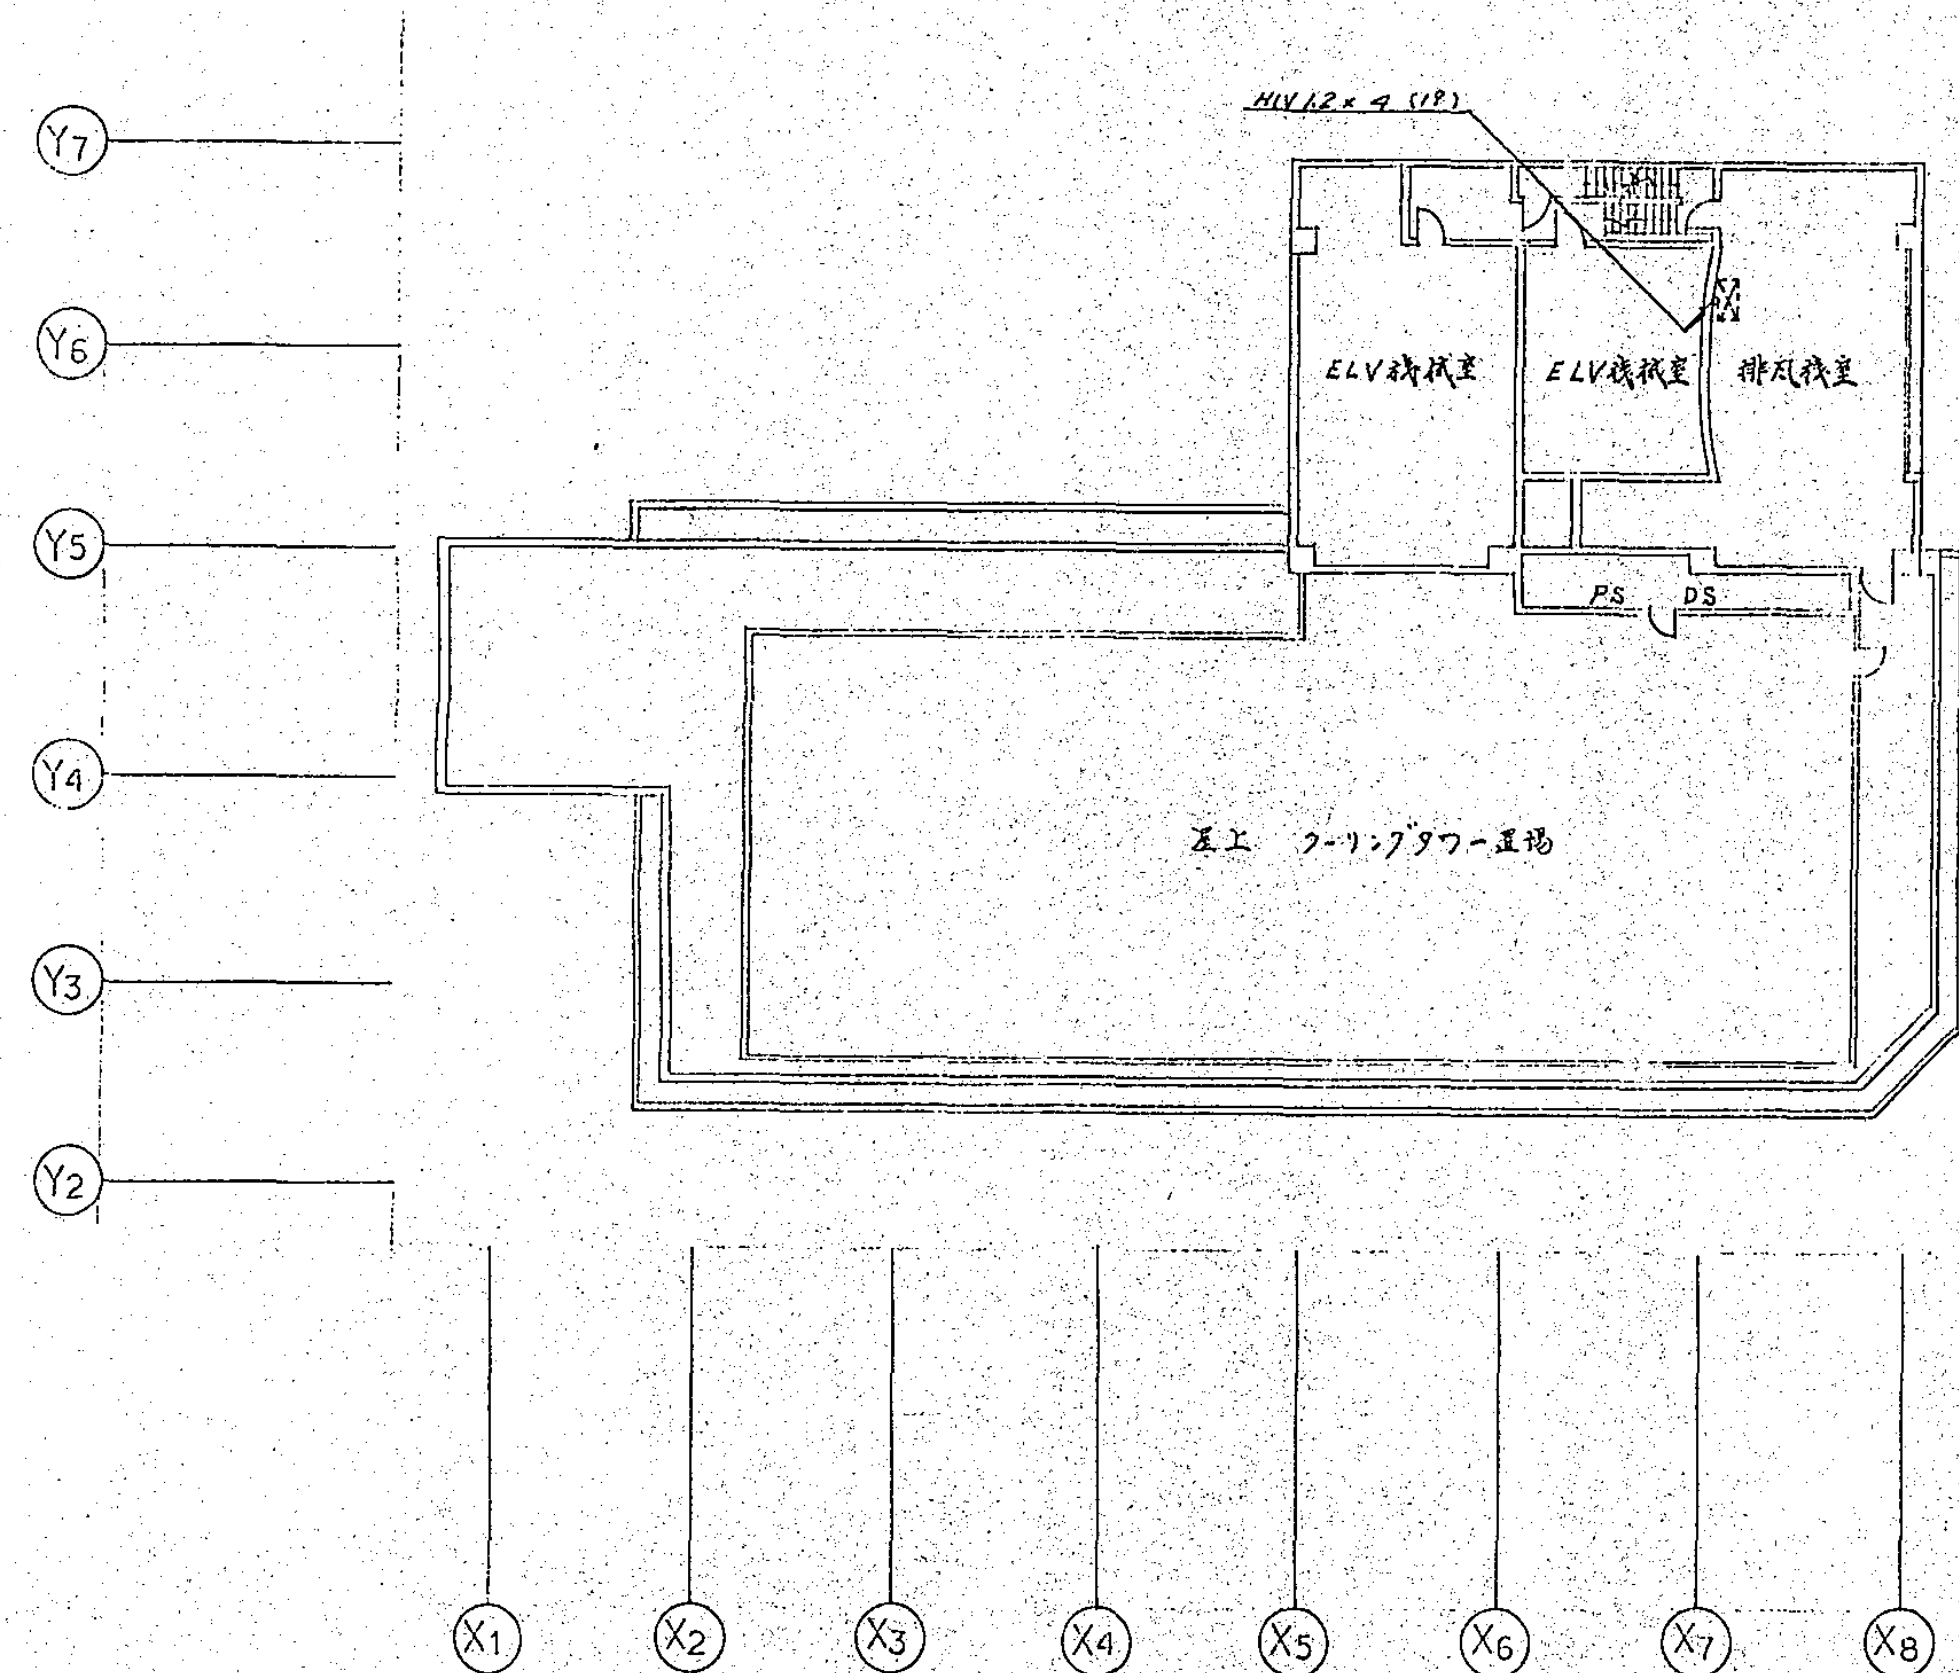 HIV 1.2 × 4 (19)
Y7
Y6
ELV機械室 ELV機械室 排風機室
Y5
PS DS
Y4
屋上 クーリングタワー置場
Y3
Y2
X1 X2 X3 X4 X5 X6 X7 X8